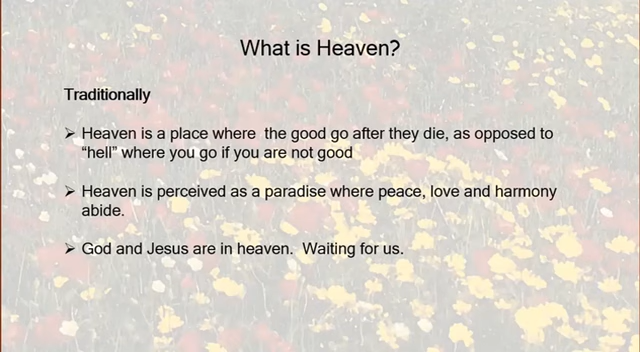 What is Heaven?
Traditionally
➢ Heaven is a place where  the good go after they die, as opposed to
“hell” where you go if you are not good
➢ Heaven is perceived as a paradise where peace, love and harmony
abide.
➢ God and Jesus are in heaven.  Waiting for us.